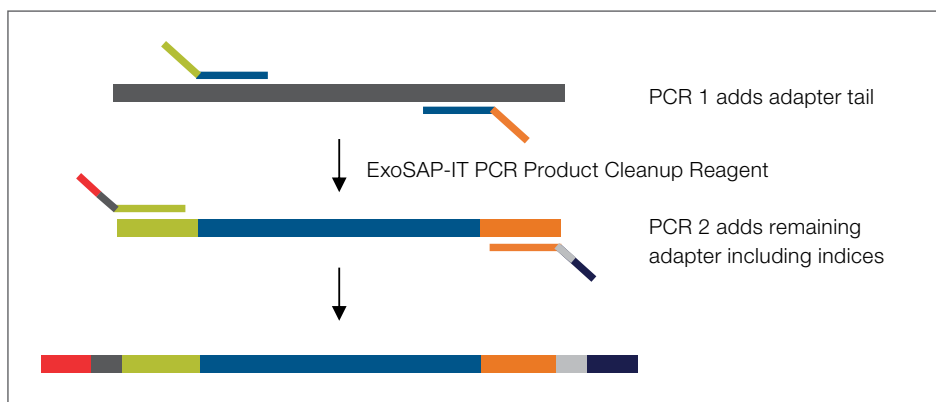 PCR 1 adds adapter tail
ExoSAP-IT PCR Product Cleanup Reagent
PCR 2 adds remaining
adapter including indices